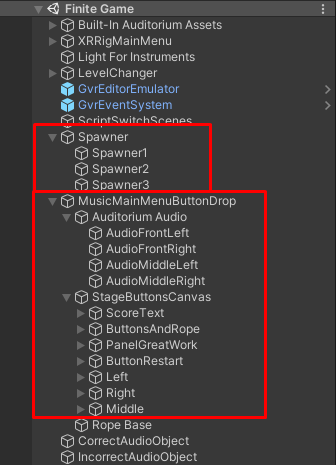 Finite Game
Built-In Auditorium Assets
XRRigMainMenu
Light For Instruments
LevelChanger
GvrEditorEmulator
GvrEventSystem
ScriptSwitchScenes
Spawner
Spawner1
Spawner2
Spawner3
MusicMainMenuButtonDrop
Auditorium Audio
AudioFrontLeft
AudioFrontRight
AudioMiddleLeft
AudioMiddleRight
StageButtonsCanvas
ScoreText
ButtonsAndRope
PanelGreatWork
ButtonRestart
Left
Right
Middle
Rope Base
CorrectAudioObject
IncorrectAudioObject